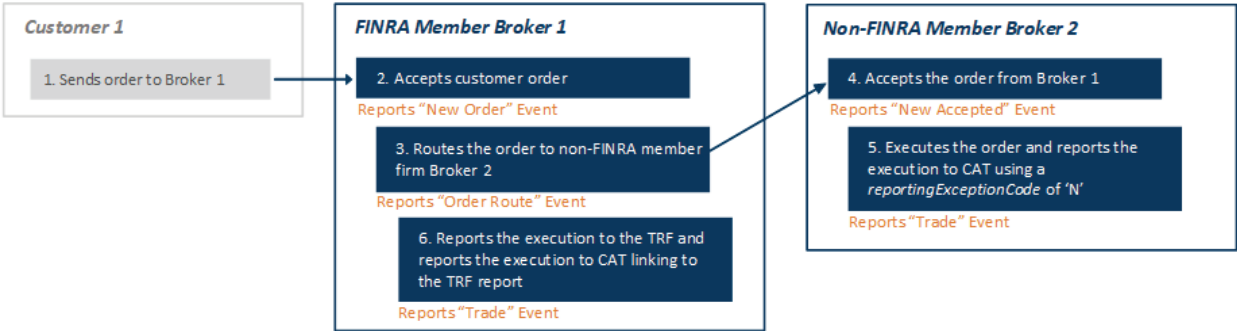 Customer 1
1. Sends order to Broker 1
FINRA Member Broker 1
2. Accepts customer order
Reports “New Order” Event
3. Routes the order to non-FINRA member
firm Broker 2
Reports “Order Route” Event
6. Reports the execution to the TRF and
reports the execution to CAT linking to
the TRF report
Reports “Trade” Event
Non-FINRA Member Broker 2
4. Accepts the order from Broker 1
Reports “New Accepted” Event
5. Executes the order and reports the
execution to CAT using a
reportingExceptionCode of ‘N’
Reports “Trade” Event